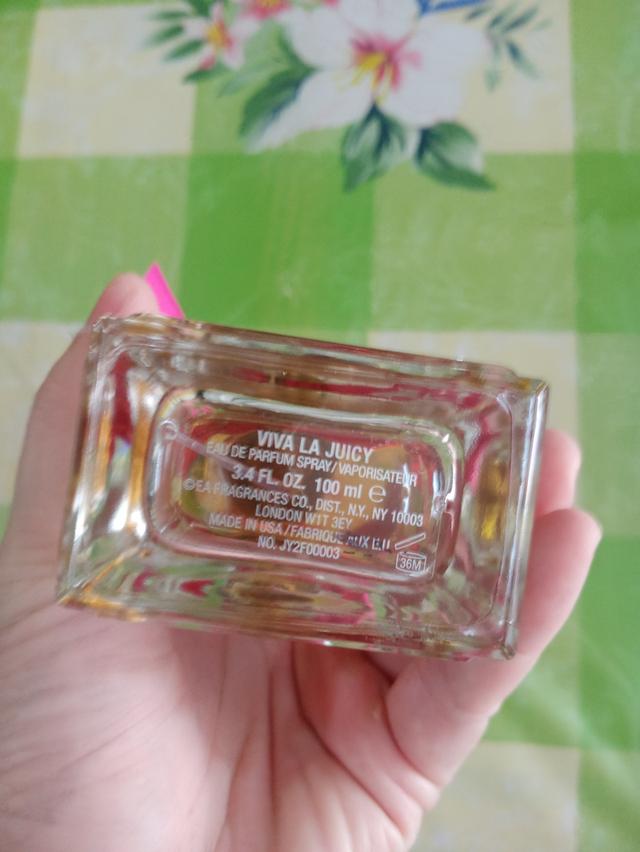 VIVA LA JUICY
EAU DE PARFUM SPRAY/VAPORISATEUR
3.4 FL. OZ. 100 ml ℮
©EA FRAGRANCES CO., DIST., N.Y., NY 10003
LONDON W1T 3EY
MADE IN USA/FABRIQUÉ AUX É.U.
NO. JY2F00003
36M